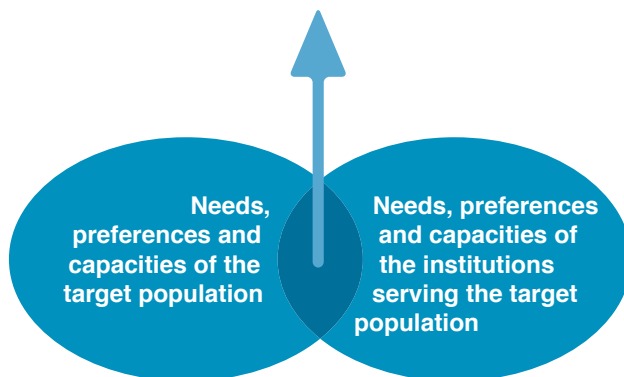 Needs,
preferences and
capacities of the
target population
Needs, preferences
and capacities of
the institutions
serving the target
population